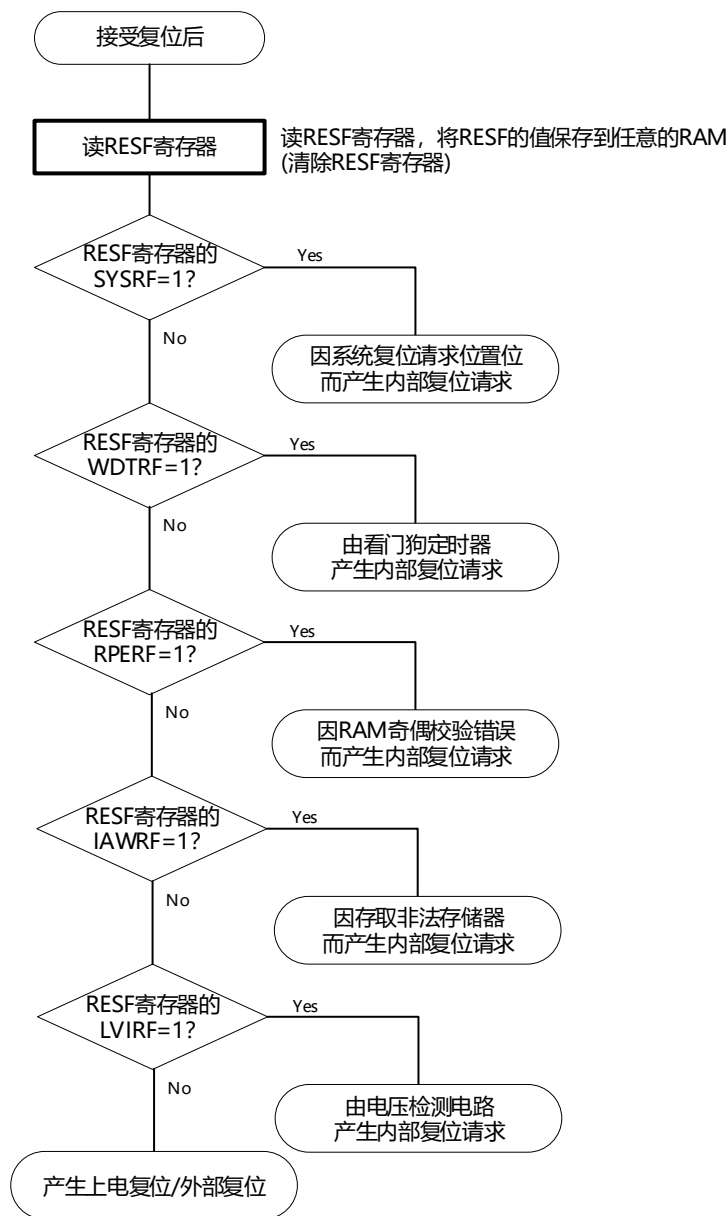 接受复位后
读RESF寄存器
读RESF寄存器，将RESF的值保存到任意的RAM
(清除RESF寄存器)
RESF寄存器的
SYSRF=1？
Yes
No
因系统复位请求位置位
而产生内部复位请求
RESF寄存器的
WDTRF=1？
Yes
No
由看门狗定时器
产生内部复位请求
RESF寄存器的
RPERF=1？
Yes
No
因RAM奇偶校验错误
而产生内部复位请求
RESF寄存器的
IAWRF=1？
Yes
No
因存取非法存储器
而产生内部复位请求
RESF寄存器的
LVIRF=1？
Yes
No
由电压检测电路
产生内部复位请求
产生上电复位/外部复位